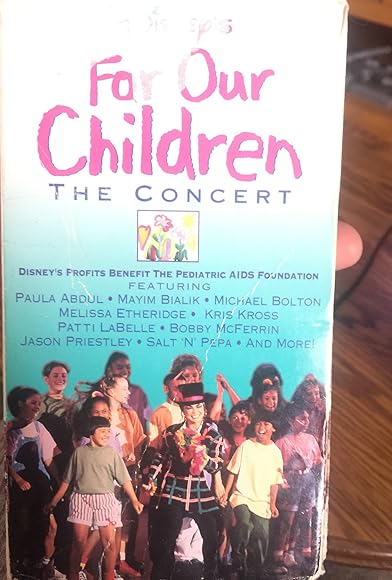 For Our
Children
THE CONCERT
DISNEY'S PROFITS BENEFIT THE PEDIATRIC AIDS FOUNDATION
FEATURING
PAULA ABDUL • MAYIM BIALIK • MICHAEL BOLTON
MELISSA ETHERIDGE • KRIS KROSS
PATTI LABELLE • BOBBY MCFERRIN
JASON PRIESTLEY • SALT 'N' PEPA • AND MORE!